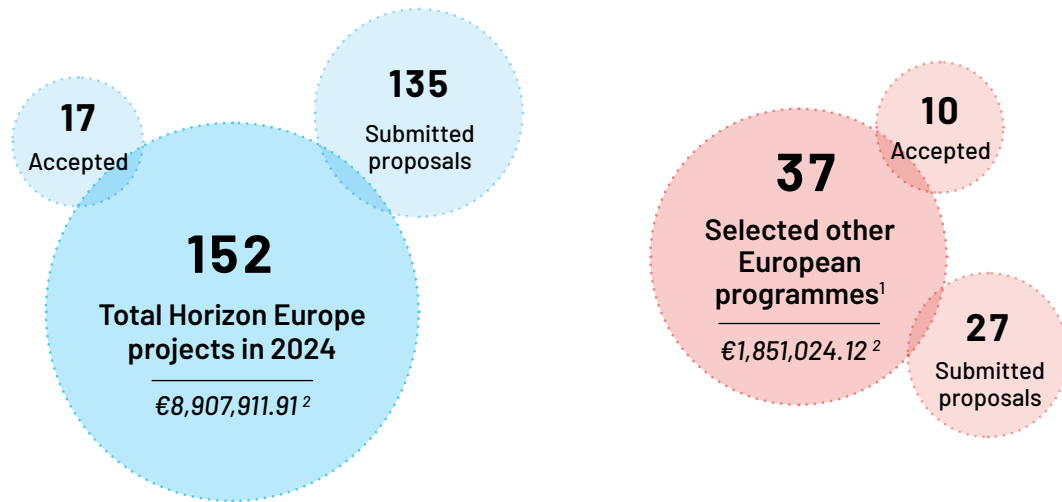 17
Accepted
135
Submitted
proposals
152
Total Horizon Europe
projects in 2024
€8,907,911.91 2
10
Accepted
37
Selected other
European
programmes1
€1,851,024.12 2
27
Submitted
proposals